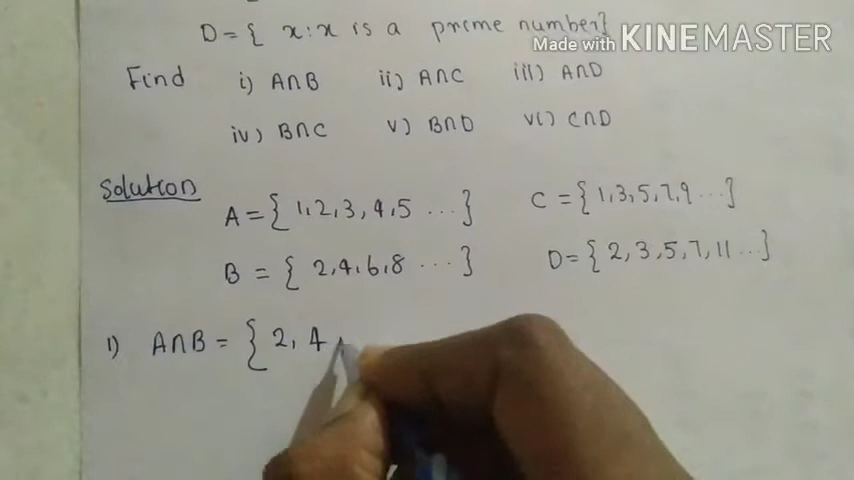 D = { x : x is a prime number}
Made with KINEMASTER
Find i) A∩B ii) A∩C iii) A∩D
iv) B∩C v) B∩D vi) C∩D
Solution
A = { 1, 2, 3, 4, 5 ... } C = { 1, 3, 5, 7, 9 ... }
B = { 2, 4, 6, 8 ... } D = { 2, 3, 5, 7, 11 ... }
1) A∩B = { 2, 4